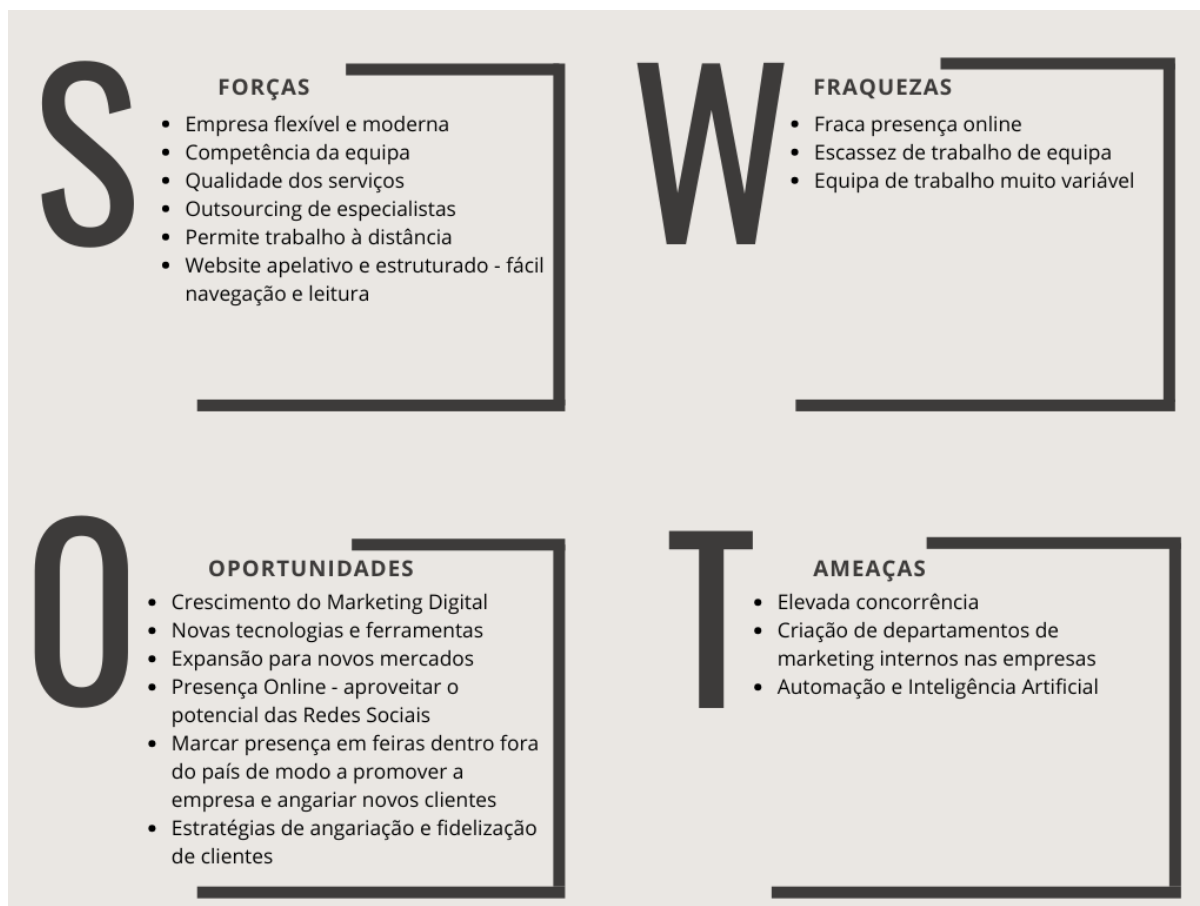 S
FORÇAS
• Empresa flexível e moderna
• Competência da equipa
• Qualidade dos serviços
• Outsourcing de especialistas
• Permite trabalho à distância
• Website apelativo e estruturado - fácil
navegação e leitura
W
FRAQUEZAS
• Fraca presença online
• Escassez de trabalho de equipa
• Equipa de trabalho muito variável
O
OPORTUNIDADES
• Crescimento do Marketing Digital
• Novas tecnologias e ferramentas
• Expansão para novos mercados
• Presença Online - aproveitar o
potencial das Redes Sociais
• Marcar presença em feiras dentro fora
do país de modo a promover a
empresa e angariar novos clientes
• Estratégias de angariação e fidelização
de clientes
T
AMEAÇAS
• Elevada concorrência
• Criação de departamentos de
marketing internos nas empresas
• Automação e Inteligência Artificial